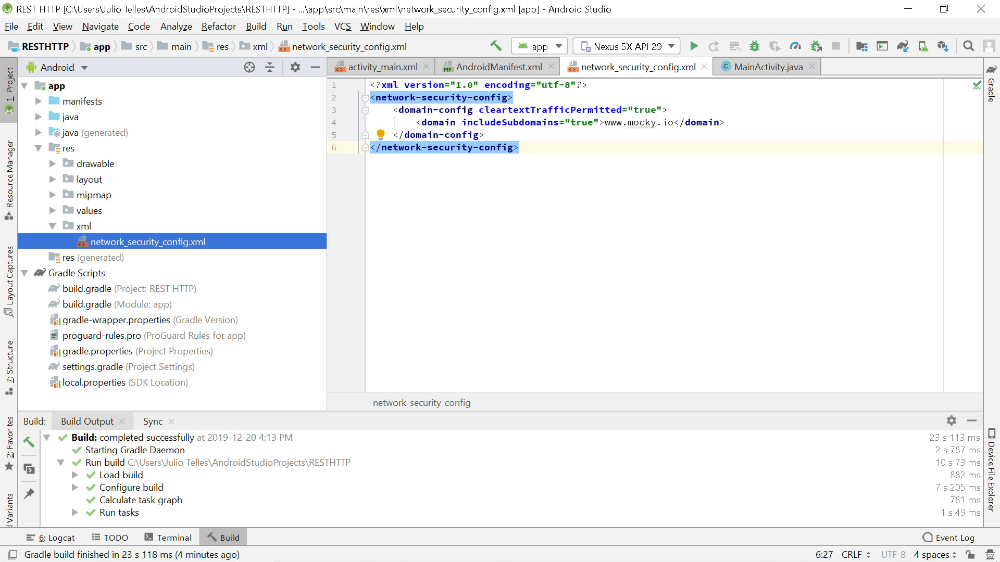 REST HTTP [C:\Users\Julio Telles\AndroidStudioProjects\RESTHTTP] - ...\app\src\main\res\xml\network_security_config.xml [app] - Android Studio
File Edit View Navigate Code Analyze Refactor Build Run Tools VCS Window Help
RESTHTTP app src main res xml network_security_config.xml app Nexus 5X API 29
Android
activity_main.xml AndroidManifest.xml network_security_config.xml MainActivity.java
1: Project
Resource Manager
Layout Captures
7: Structure
2: Favorites
d Variants
app
manifests
java
java (generated)
res
drawable
layout
mipmap
values
xml
network_security_config.xml
res (generated)
Gradle Scripts
build.gradle (Project: REST HTTP)
build.gradle (Module: app)
gradle-wrapper.properties (Gradle Version)
proguard-rules.pro (ProGuard Rules for app)
gradle.properties (Project Properties)
settings.gradle (Project Settings)
local.properties (SDK Location)
1 <?xml version="1.0" encoding="utf-8"?>
2 <network-security-config>
3 <domain-config cleartextTrafficPermitted="true">
4 <domain includeSubdomains="true">www.mocky.io</domain>
5 </domain-config>
6 </network-security-config>
network-security-config
Gradle
Device File Explorer
Build: Build Output Sync
Build: completed successfully at 2019-12-20 4:13 PM 23 s 113 ms
Starting Gradle Daemon 2 s 787 ms
Run build C:\Users\Julio Telles\AndroidStudioProjects\RESTHTTP 10 s 73 ms
Load build 882 ms
Configure build 7 s 205 ms
Calculate task graph 781 ms
Run tasks 1 s 49 ms
6: Logcat TODO Terminal Build Event Log
Gradle build finished in 23 s 118 ms (4 minutes ago) 6:27 CRLF UTF-8 4 spaces